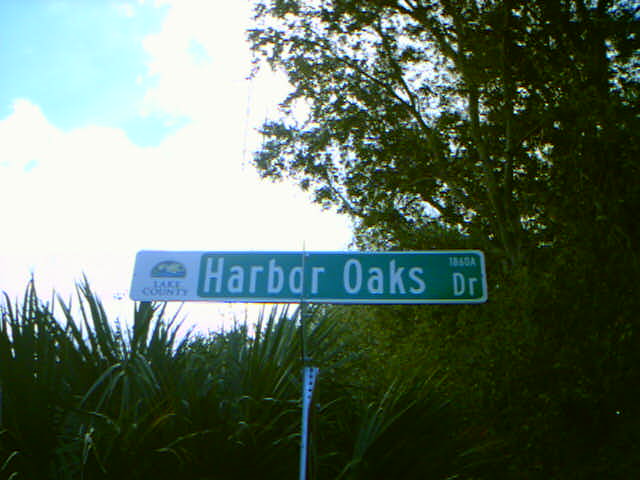 LAKE
COUNTY
Harbor Oaks Dr
1860A